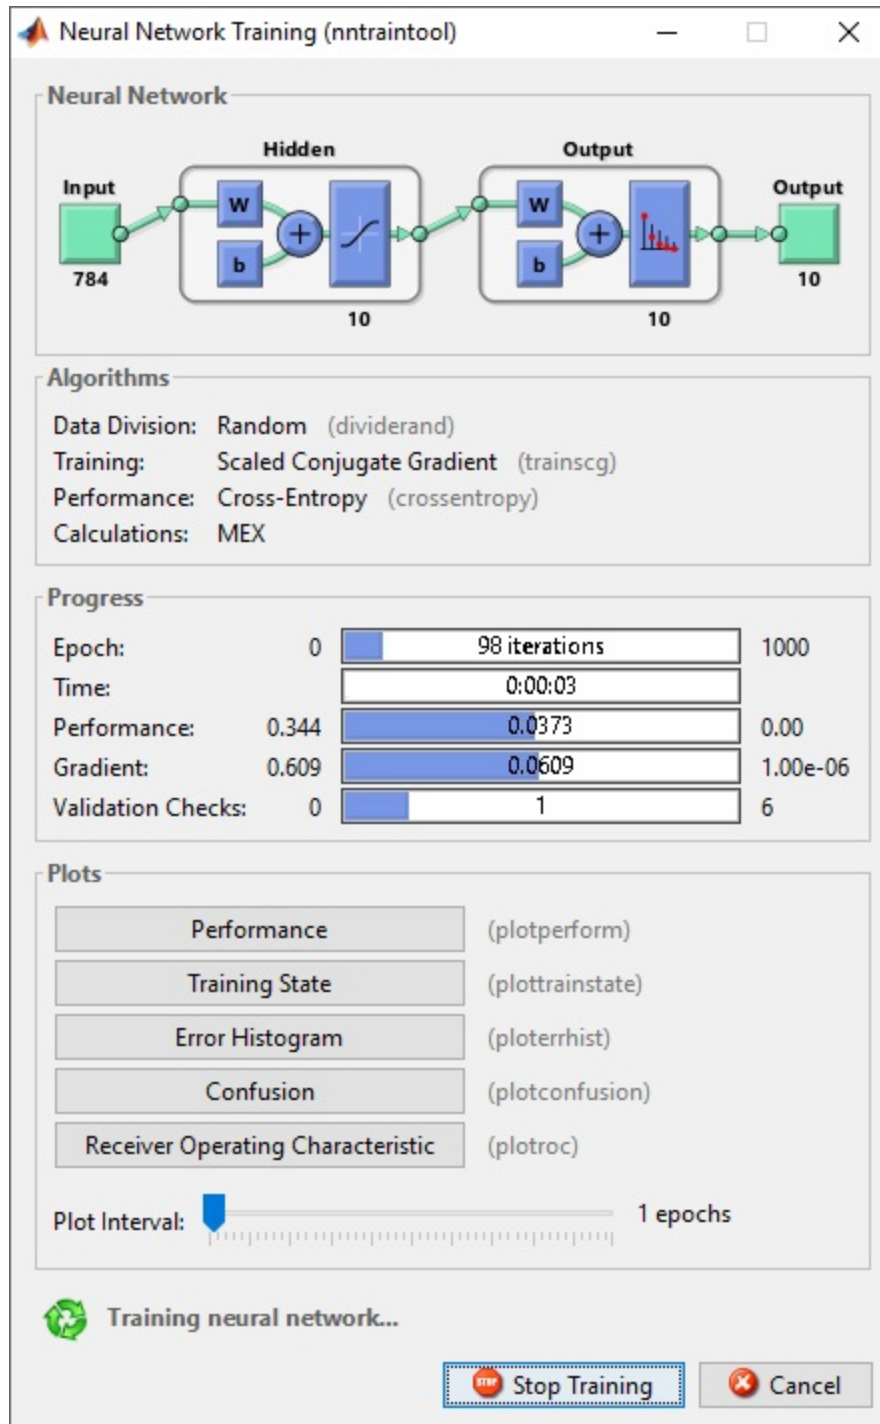 Neural Network Training (nntraintool)
Neural Network
Hidden
Output
Input
Output
W
W
b
b
784
10
10
10
Algorithms
Data Division: Random (dividerand)
Training: Scaled Conjugate Gradient (trainscg)
Performance: Cross-Entropy (crossentropy)
Calculations: MEX
Progress
Epoch: 0 98 iterations 1000
Time: 0:00:03
Performance: 0.344 0.0373 0.00
Gradient: 0.609 0.0609 1.00e-06
Validation Checks: 0 1 6
Plots
Performance (plotperform)
Training State (plottrainstate)
Error Histogram (ploterrhist)
Confusion (plotconfusion)
Receiver Operating Characteristic (plotroc)
Plot Interval: 1 epochs
Training neural network...
STOP Stop Training Cancel